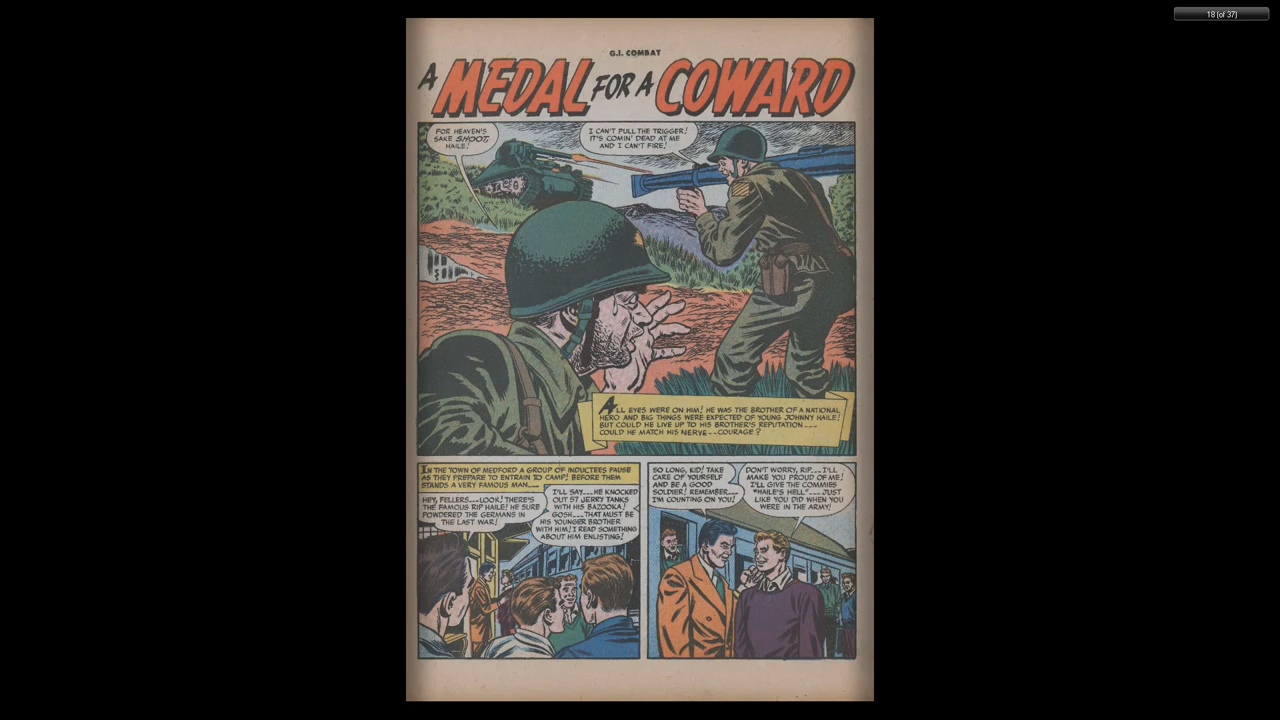 18 (of 37)
G.I. COMBAT
A MEDAL FOR A COWARD
FOR HEAVEN'S
SAKE SHOOT,
HAILE!
I CAN'T PULL THE TRIGGER!
IT'S COMIN' DEAD AT ME
AND I CAN'T FIRE!
ALL EYES WERE ON HIM! HE WAS THE BROTHER OF A NATIONAL
HERO AND BIG THINGS WERE EXPECTED OF YOUNG JOHNNY HAILE!
BUT COULD HE LIVE UP TO HIS BROTHER'S REPUTATION----
COULD HE MATCH HIS NERVE--COURAGE?
IN THE TOWN OF MEDFORD A GROUP OF INDUCTEES PAUSE
AS THEY PREPARE TO ENTRAIN TO CAMP! BEFORE THEM
STANDS A VERY FAMOUS MAN----
HEY, FELLERS---LOOK! THERE'S
THE FAMOUS RIP HAILE! HE SURE
POWDERED THE GERMANS IN
THE LAST WAR!
I'LL SAY---HE KNOCKED
OUT 57 JERRY TANKS
WITH HIS BAZOOKA!
GOSH---THAT MUST BE
HIS YOUNGER BROTHER
WITH HIM! I READ SOMETHING
ABOUT HIM ENLISTING!
SO LONG, KID! TAKE
CARE OF YOURSELF
AND BE A GOOD
SOLDIER! REMEMBER---
I'M COUNTING ON YOU!
DON'T WORRY, RIP---I'LL
MAKE YOU PROUD OF ME!
I'LL GIVE THE COMMIES
"HAILE'S HELL"---JUST
LIKE YOU DID WHEN YOU
WERE IN THE ARMY!